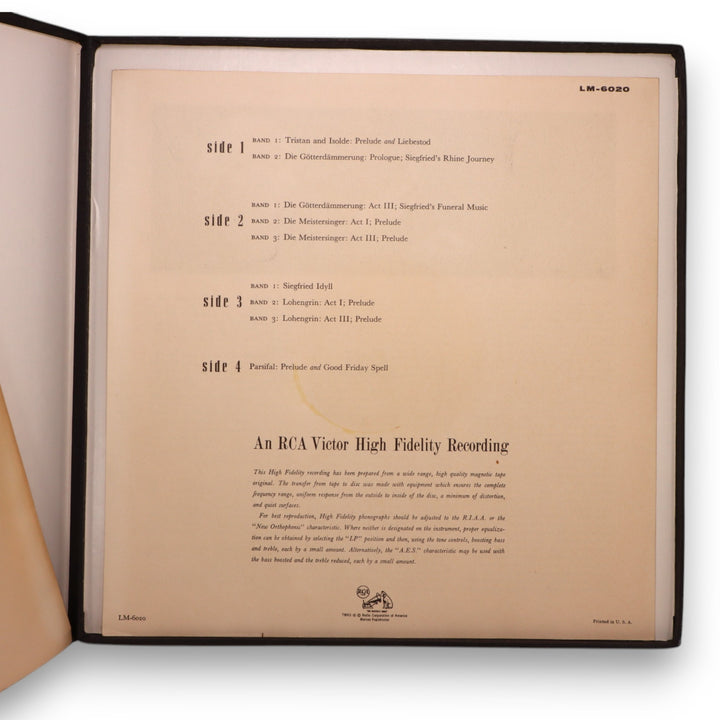 LM-6020
side 1
BAND 1: Tristan and Isolde: Prelude and Liebestod
BAND 2: Die Götterdämmerung: Prologue; Siegfried's Rhine Journey
side 2
BAND 1: Die Götterdämmerung: Act III; Siegfried's Funeral Music
BAND 2: Die Meistersinger: Act I; Prelude
BAND 3: Die Meistersinger: Act III; Prelude
side 3
BAND 1: Siegfried Idyll
BAND 2: Lohengrin: Act I; Prelude
BAND 3: Lohengrin: Act III; Prelude
side 4
Parsifal: Prelude and Good Friday Spell
An RCA Victor High Fidelity Recording
This High Fidelity recording has been prepared from a wide range, high quality magnetic tape
original. The transfer from tape to disc was made with equipment which ensures the complete
frequency range, uniform response from the outside to inside of the disc, a minimum of distortion,
and quiet surfaces.
For best reproduction, High Fidelity phonographs should be adjusted to the R.I.A.A. or the
"New Orthophonic" characteristic. Where neither is designated on the instrument, proper equaliza-
tion can be obtained by selecting the "LP" position and then, using the tone controls, boosting bass
and treble, each by a small amount. Alternatively, the "A.E.S." characteristic may be used with
the bass boosted and the treble reduced, each by a small amount.
RCA
TMKS ® © Radio Corporation of America
Marcas Registradas
LM-6020
Printed in U. S. A.